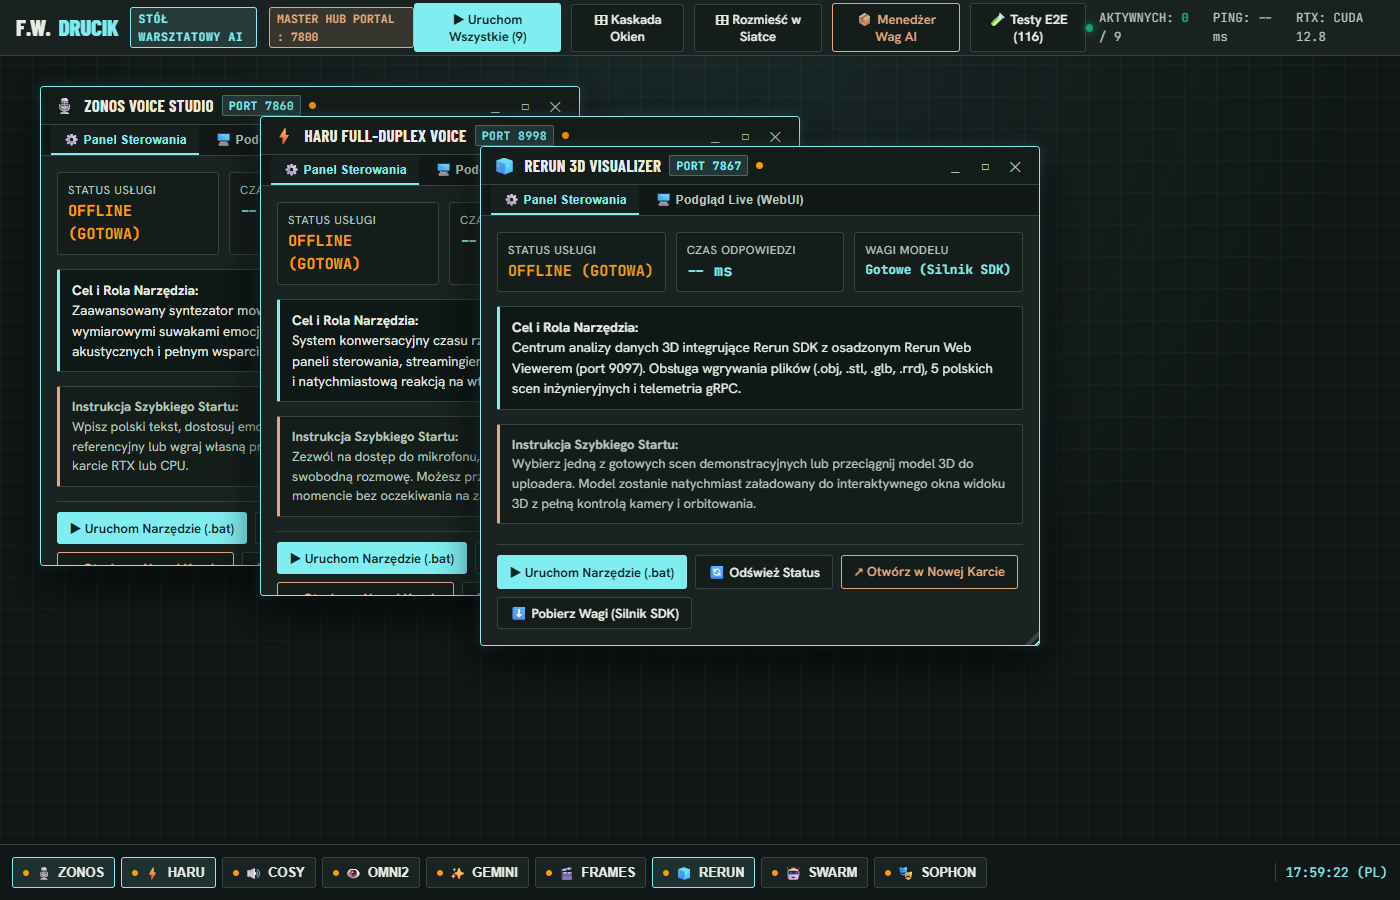 F.W. DRUCIK
STÓŁ
WARSZTATOWY AI
MASTER HUB PORTAL
: 7800
▶ Uruchom
Wszystkie (9)
Kaskada
Okien
Rozmieść w
Siatce
Menedżer
Wag AI
Testy E2E
(116)
AKTYWNYCH: 0
/ 9
PING: --
ms
RTX: CUDA
12.8
ZONOS VOICE STUDIO PORT 7860
Panel Sterowania
STATUS USŁUGI
OFFLINE
(GOTOWA)
--
Cel i Rola Narzędzia:
Zaawansowany syntezator
wymiarowymi suwakami
akustycznych i pełnym
Instrukcja Szybkiego Startu:
Wpisz polski tekst, dostosuj
referencyjny lub wgraj własną
karcie RTX lub CPU.
▶ Uruchom Narzędzie (.bat)
HARU FULL-DUPLEX VOICE PORT 8998
Panel Sterowania
STATUS USŁUGI
OFFLINE
(GOTOWA)
--
Cel i Rola Narzędzia:
System konwersacyjny czasu
paneli sterowania,
i natychmiastową reakcją na
Instrukcja Szybkiego Startu:
Zezwól na dostęp do mikrofonu,
swobodną rozmowę. Możesz
momencie bez oczekiwania na
▶ Uruchom Narzędzie (.bat)
RERUN 3D VISUALIZER PORT 7867
Panel Sterowania
Podgląd Live (WebUI)
STATUS USŁUGI
OFFLINE (GOTOWA)
CZAS ODPOWIEDZI
-- ms
WAGI MODELU
Gotowe (Silnik SDK)
Cel i Rola Narzędzia:
Centrum analizy danych 3D integrujące Rerun SDK z osadzonym Rerun Web
Viewerem (port 9097). Obsługa wgrywania plików (.obj, .stl, .glb, .rrd), 5 polskich
scen inżynieryjnych i telemetria gRPC.
Instrukcja Szybkiego Startu:
Wybierz jedną z gotowych scen demonstracyjnych lub przeciągnij model 3D do
uploadera. Model zostanie natychmiast załadowany do interaktywnego okna widoku
3D z pełną kontrolą kamery i orbitowania.
▶ Uruchom Narzędzie (.bat)
Odśwież Status
↗ Otwórz w Nowej Karcie
Pobierz Wagi (Silnik SDK)
ZONOS
HARU
COSY
OMNI2
GEMINI
FRAMES
RERUN
SWARM
SOPHON
17:59:22 (PL)